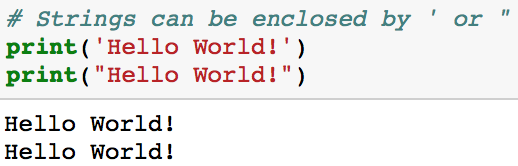 # Strings can be enclosed by ' or "
print('Hello World!')
print("Hello World!")
Hello World!
Hello World!